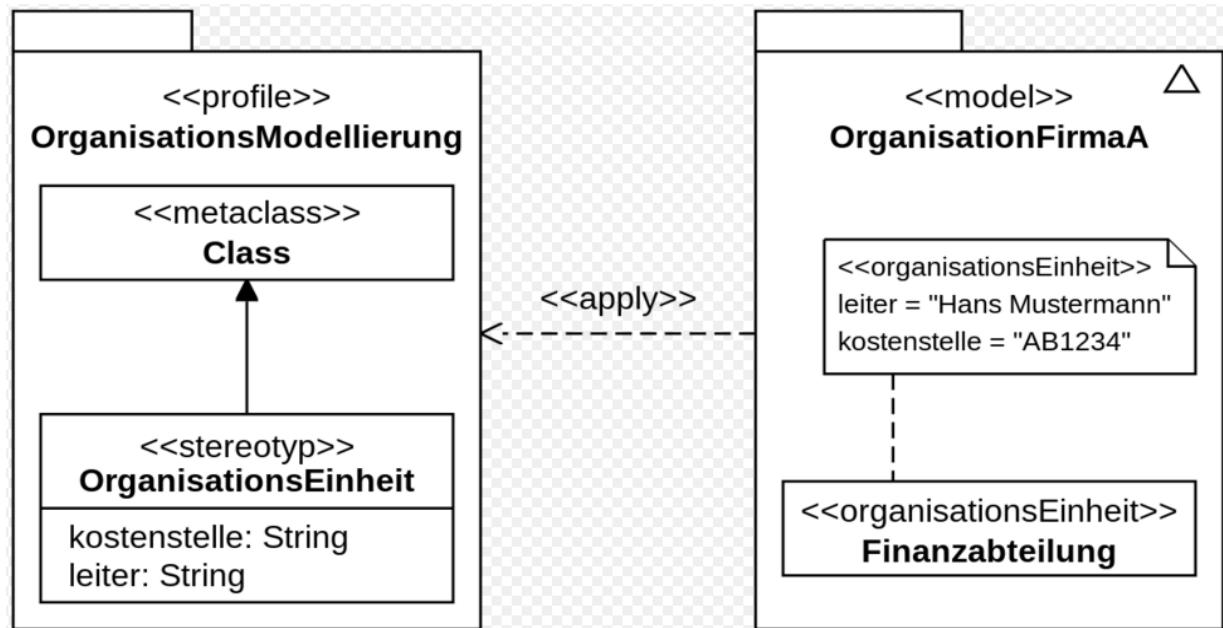 <<profile>>
OrganisationsModellierung
<<metaclass>>
Class
<<stereotyp>>
OrganisationsEinheit
kostenstelle: String
leiter: String
<<apply>>
<<model>>
OrganisationFirmaA
<<organisationsEinheit>>
leiter = "Hans Mustermann"
kostenstelle = "AB1234"
<<organisationsEinheit>>
Finanzabteilung